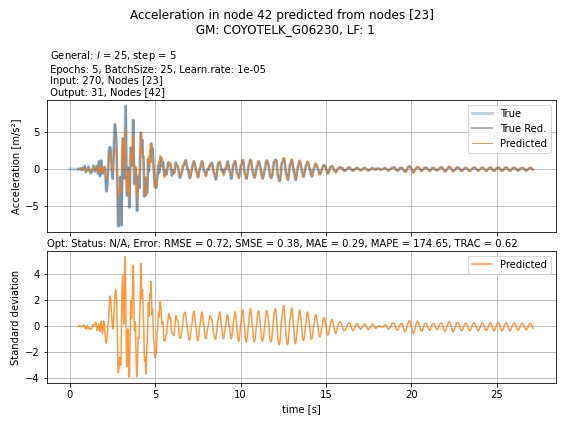 Acceleration in node 42 predicted from nodes [23]
GM: COYOTELK_G06230, LF: 1
General: l = 25, step = 5
Epochs: 5, BatchSize: 25, Learn.rate: 1e-05
Input: 270, Nodes [23]
Output: 31, Nodes [42]
Acceleration [m/s²]
5
0
−5
True
True Red.
Predicted
Opt. Status: N/A, Error: RMSE = 0.72, SMSE = 0.38, MAE = 0.29, MAPE = 174.65, TRAC = 0.62
Standard deviation
4
2
0
−2
−4
Predicted
0 5 10 15 20 25
time [s]